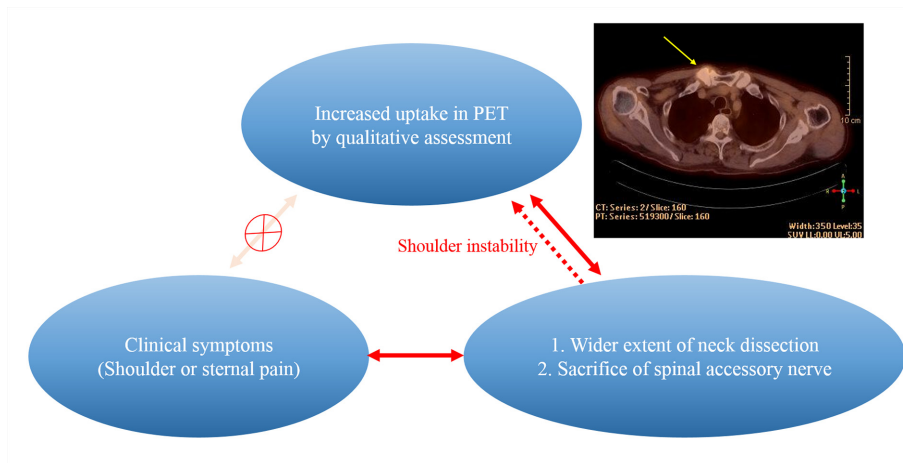 Increased uptake in PET
by qualitative assessment
10 cm
A
R
L
P
CT: Series: 2/ Slice: 160
PT: Series: 519300/ Slice: 160
Width:350 Level:35
SUV LL:0.00 UL:5.00
Shoulder instability
Clinical symptoms
(Shoulder or sternal pain)
1. Wider extent of neck dissection
2. Sacrifice of spinal accessory nerve